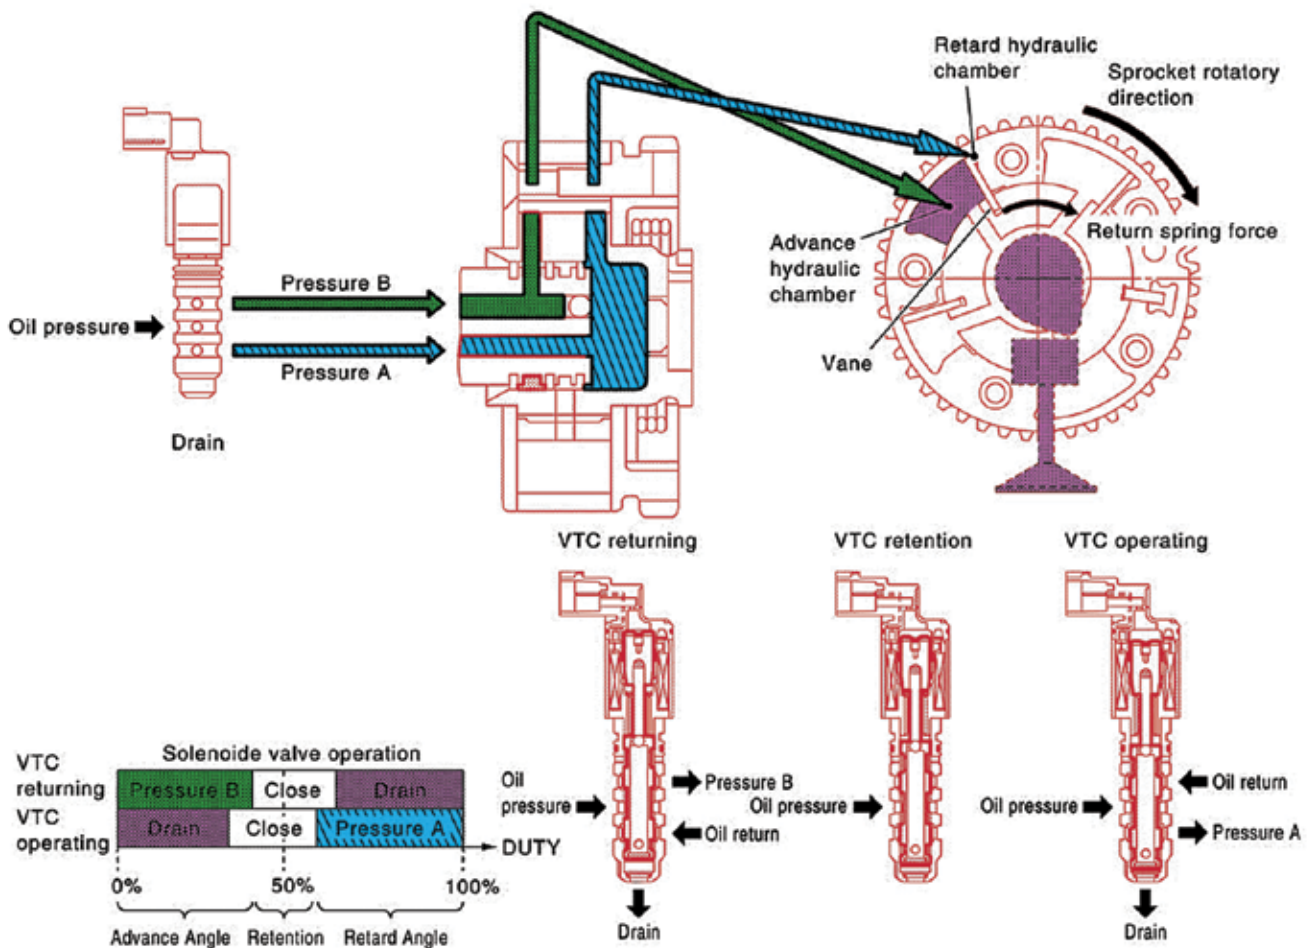 Retard hydraulic
chamber
Sprocket rotatory
direction
Return spring force
Advance
hydraulic
chamber
Vane
Pressure B
Oil pressure
Pressure A
Drain
VTC returning
VTC retention
VTC operating
Solenoide valve operation
VTC
returning
Pressure B
Close
Drain
VTC
operating
Drain
Close
Pressure A
DUTY
0%
50%
100%
Advance Angle
Retention
Retard Angle
Oil
pressure
Pressure B
Oil return
Drain
Oil pressure
Oil pressure
Oil return
Pressure A
Drain